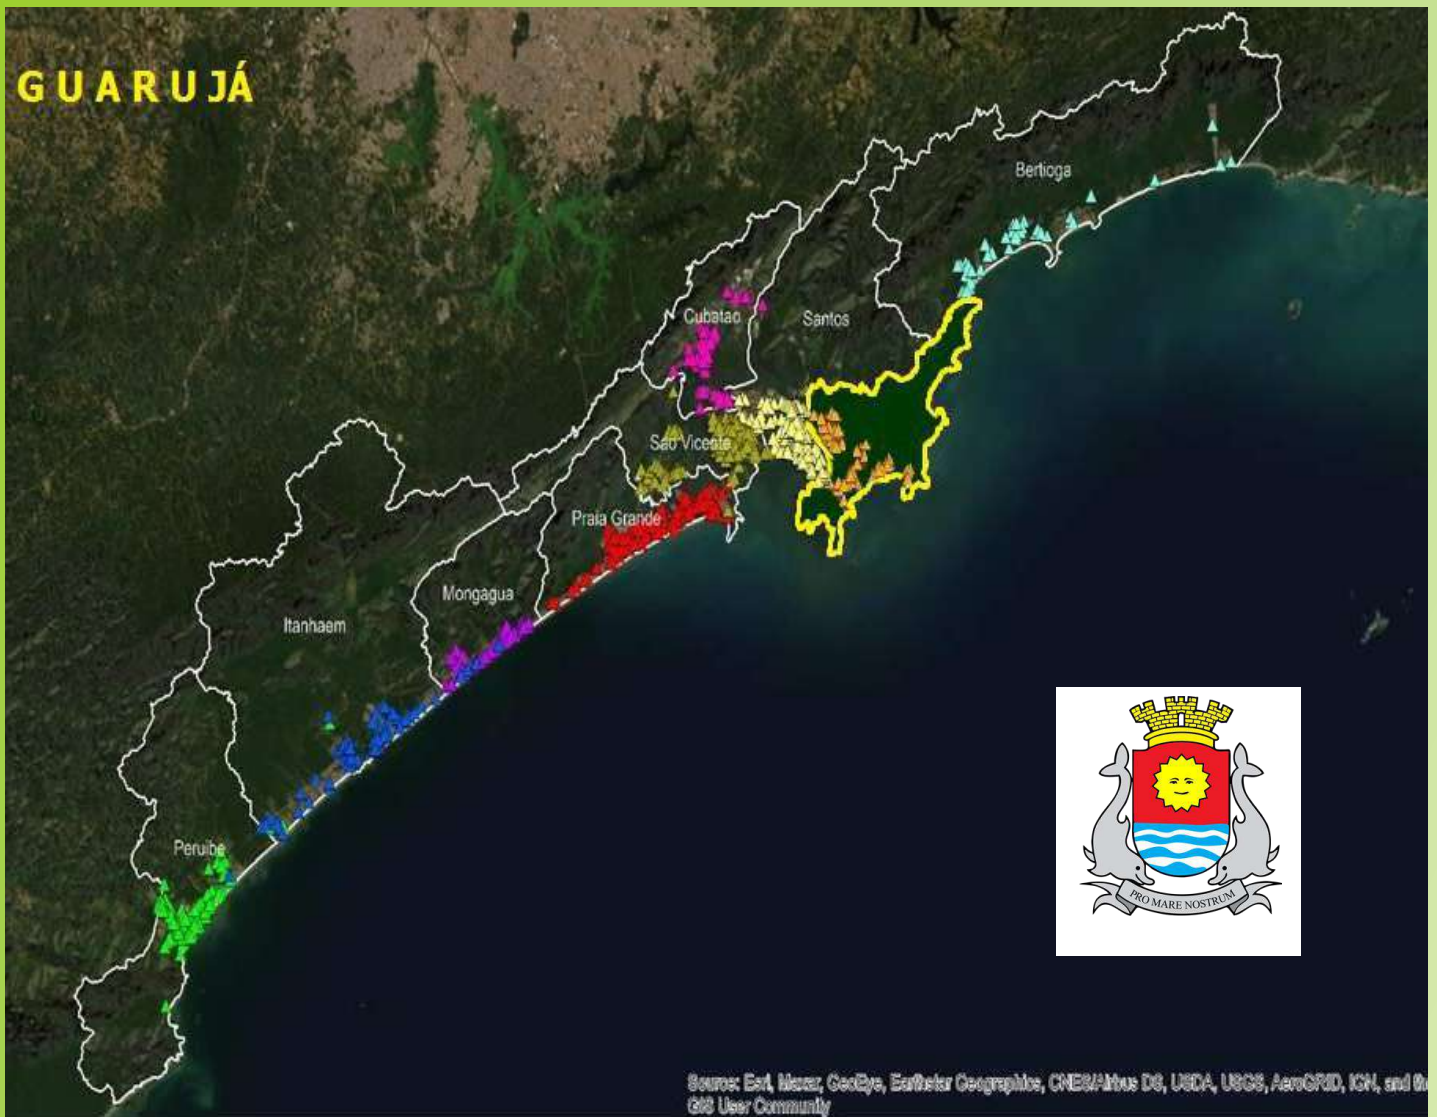 GUARUJÁ
Bertioga
Cubatao
Santos
Sao Vicente
Praia Grande
Mongagua
Itanhaem
Peruibe
PRO MARE NOSTRUM
Source: Esri, Maxar, GeoEye, Earthstar Geographics, CNES/Airbus DS, USDA, USGS, AeroGRID, IGN, and the
GIS User Community